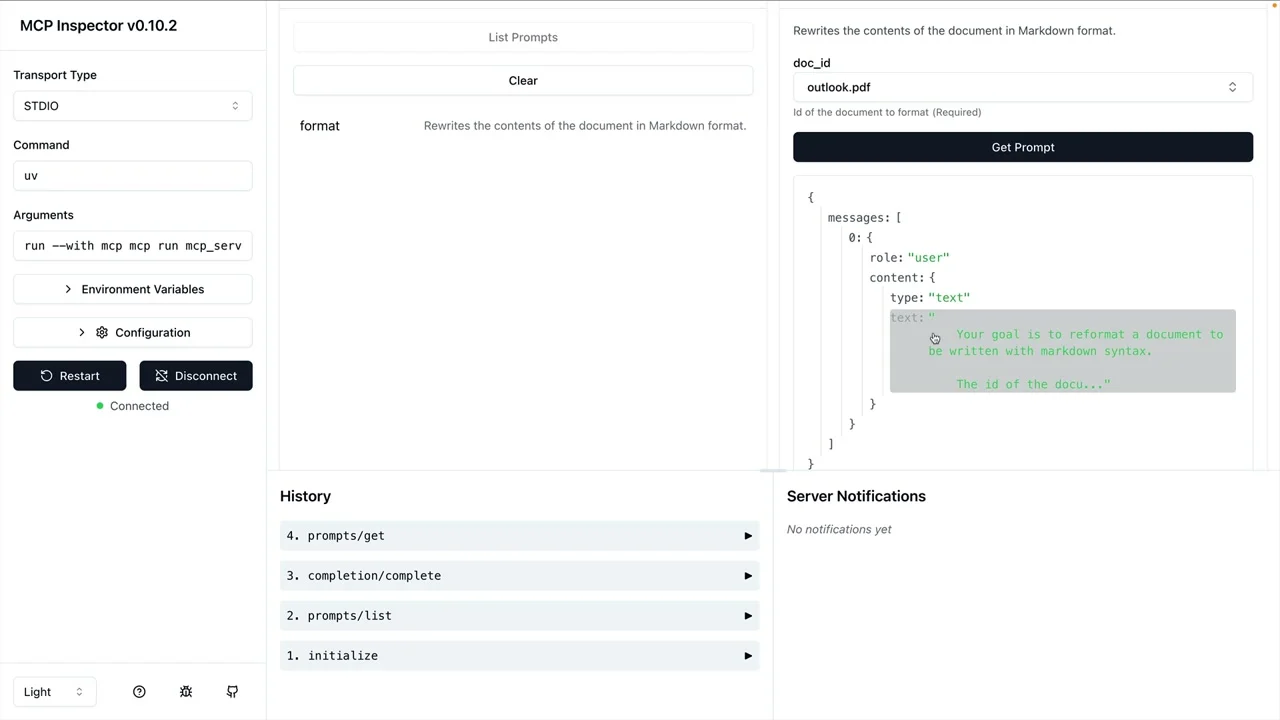 MCP Inspector v0.10.2
Transport Type
STDIO
Command
uv
Arguments
run --with mcp mcp run mcp_serv
Environment Variables
Configuration
Restart
Disconnect
Connected
Light
List Prompts
Clear
format
Rewrites the contents of the document in Markdown format.
Rewrites the contents of the document in Markdown format.
doc_id
outlook.pdf
Id of the document to format (Required)
Get Prompt
{
messages: [
0: {
role: "user"
content: {
type: "text"
text: "
Your goal is to reformat a document to
be written with markdown syntax.
The id of the docu..."
}
}
]
}
History
4. prompts/get
3. completion/complete
2. prompts/list
1. initialize
Server Notifications
No notifications yet